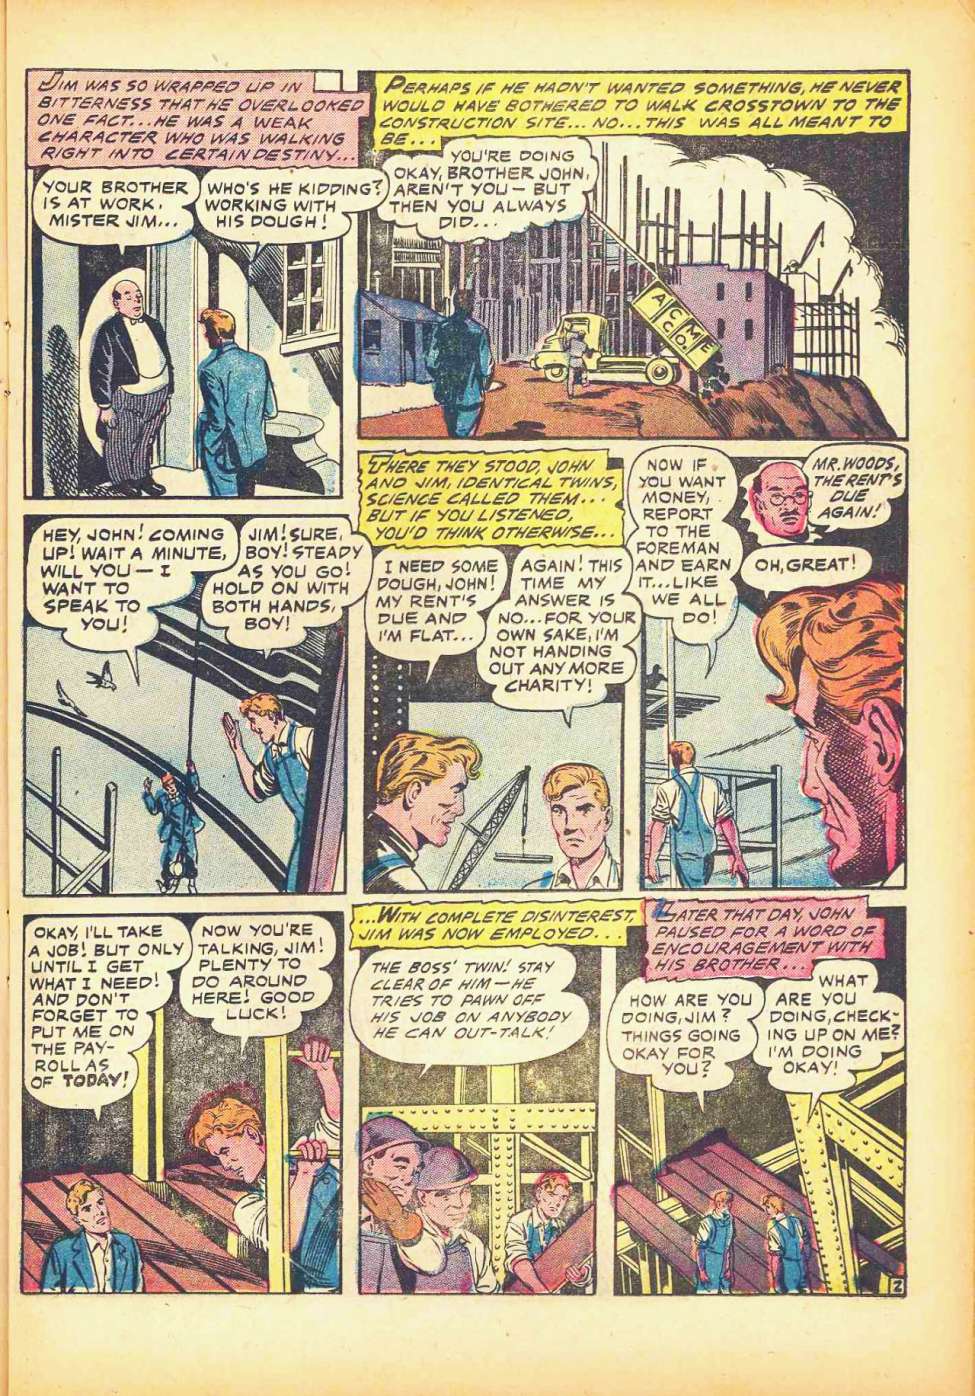 JIM WAS SO WRAPPED UP IN
BITTERNESS THAT HE OVERLOOKED
ONE FACT... HE WAS A WEAK
CHARACTER WHO WAS WALKING
RIGHT INTO CERTAIN DESTINY...
YOUR BROTHER
IS AT WORK,
MISTER JIM...
WHO'S HE KIDDING?
WORKING WITH
HIS DOUGH!
PERHAPS IF HE HADN'T WANTED SOMETHING, HE NEVER
WOULD HAVE BOTHERED TO WALK CROSSTOWN TO THE
CONSTRUCTION SITE... NO... THIS WAS ALL MEANT TO
BE...
YOU'RE DOING
OKAY, BROTHER JOHN,
AREN'T YOU — BUT
THEN YOU ALWAYS
DID...
ACME
CO.
HEY, JOHN! COMING
UP! WAIT A MINUTE,
WILL YOU — I
WANT TO
SPEAK TO
YOU!
JIM! SURE,
BOY! STEADY
AS YOU GO!
HOLD ON WITH
BOTH HANDS,
BOY!
THERE THEY STOOD, JOHN
AND JIM, IDENTICAL TWINS,
SCIENCE CALLED THEM...
BUT IF YOU LISTENED,
YOU'D THINK OTHERWISE...
I NEED SOME
DOUGH, JOHN!
MY RENT'S
DUE AND
I'M FLAT...
AGAIN! THIS
TIME MY
ANSWER IS
NO... FOR YOUR
OWN SAKE, I'M
NOT HANDING
OUT ANY MORE
CHARITY!
NOW IF
YOU WANT
MONEY,
REPORT
TO THE
FOREMAN
AND EARN
IT... LIKE
WE ALL
DO!
MR. WOODS,
THE RENT'S
DUE
AGAIN!
OH, GREAT!
OKAY, I'LL TAKE
A JOB! BUT ONLY
UNTIL I GET
WHAT I NEED!
AND DON'T
FORGET TO
PUT ME ON
THE PAY-
ROLL AS
OF TODAY!
NOW YOU'RE
TALKING, JIM!
PLENTY TO
DO AROUND
HERE! GOOD
LUCK!
...WITH COMPLETE DISINTEREST,
JIM WAS NOW EMPLOYED...
THE BOSS' TWIN! STAY
CLEAR OF HIM — HE
TRIES TO PAWN OFF
HIS JOB ON ANYBODY
HE CAN OUT-TALK!
LATER THAT DAY, JOHN
PAUSED FOR A WORD OF
ENCOURAGEMENT WITH
HIS BROTHER...
HOW ARE YOU
DOING, JIM?
THINGS GOING
OKAY FOR
YOU?
WHAT
ARE YOU
DOING, CHECK-
ING UP ON ME?
I'M DOING
OKAY!
2